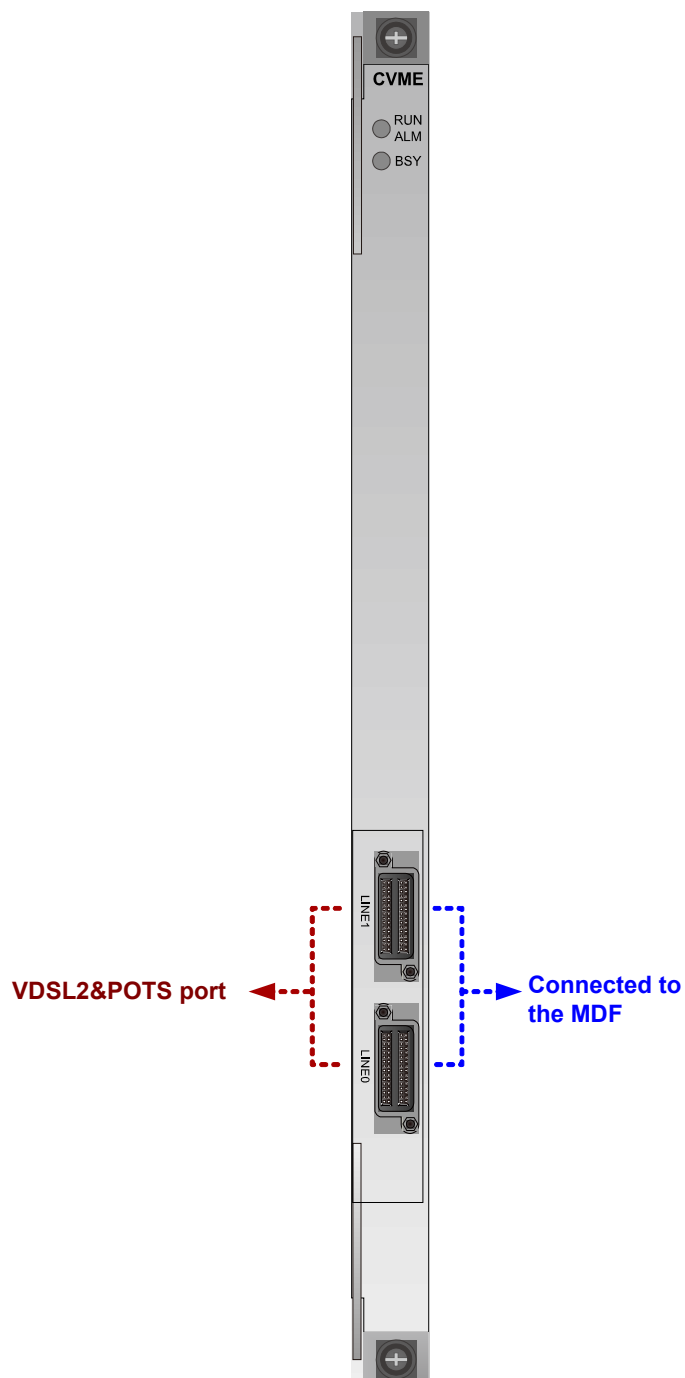 CVME
RUN
ALM
BSY
LINE1
VDSL2&POTS port
Connected to
the MDF
LINE0